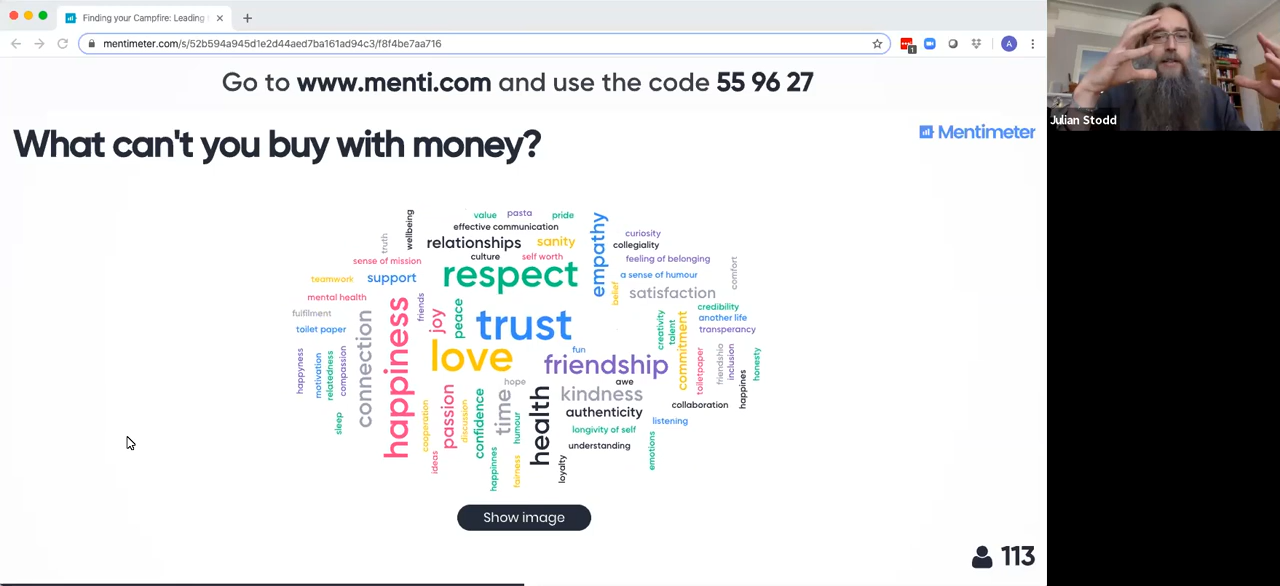 Finding your Campfire: Leading
mentimeter.com/s/52b594a945d1e2d44aed7ba161ad94c3/f8f4be7aa716
1
A
Go to www.menti.com and use the code 55 96 27
Julian Stodd
What can't you buy with money?
Mentimeter
value
pasta
pride
wellbeing
effective communication
empathy
curiosity
truth
relationships
sanity
collegiality
culture
self worth
sense of mission
feeling of belonging
teamwork
support
respect
a sense of humour
comfort
belief
satisfaction
mental health
friends
joy
peace
credibility
fulfilment
another life
toilet paper
connection
happiness
trust
creativity
talent
commitment
transperancy
love
fun
friendship
happyness
motivation
relatedness
compassion
toiletpaper
friendshio
inclusion
happines
honesty
hope
awe
kindness
sleep
cooperation
passion
discussion
confidence
time
humour
health
authenticity
collaboration
longivity of self
listening
understanding
emotions
ideas
happinnes
fairness
loyalty
Show image
113